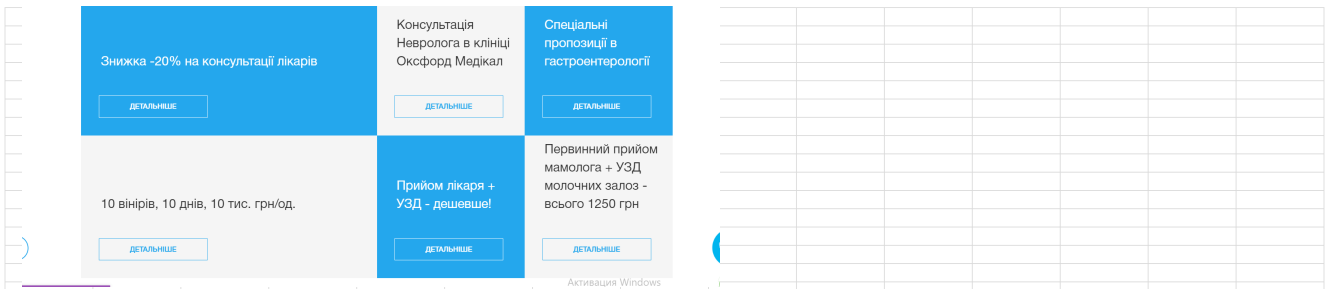 Знижка -20% на консультації лікарів
ДЕТАЛЬНІШЕ
Консультація
Невролога в клініці
Оксфорд Медікал
ДЕТАЛЬНІШЕ
Спеціальні
пропозиції в
гастроентерології
ДЕТАЛЬНІШЕ
10 вінірів, 10 днів, 10 тис. грн/од.
ДЕТАЛЬНІШЕ
Прийом лікаря +
УЗД - дешевше!
ДЕТАЛЬНІШЕ
Первинний прийом
мамолога + УЗД
молочних залоз -
всього 1250 грн
ДЕТАЛЬНІШЕ
Активация Windows